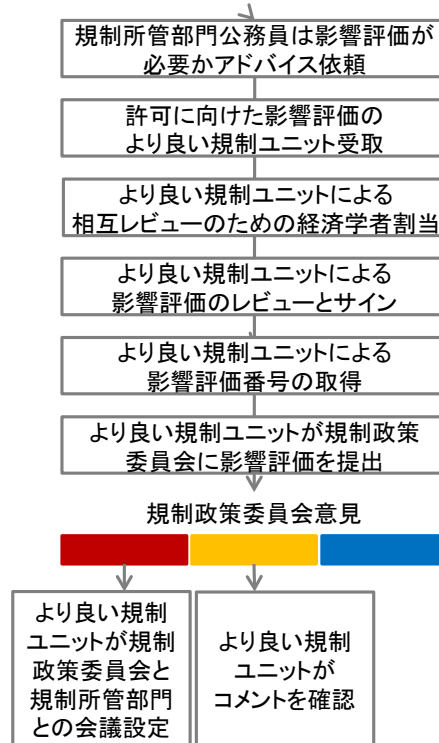 規制所管部門公務員は影響評価が
必要かアドバイス依頼
許可に向けた影響評価の
より良い規制ユニット受取
より良い規制ユニットによる
相互レビューのための経済学者割当
より良い規制ユニットによる
影響評価のレビューとサイン
より良い規制ユニットによる
影響評価番号の取得
より良い規制ユニットが規制政策
委員会に影響評価を提出
規制政策委員会意見
より良い規制
ユニットが規制
政策委員会と
規制所管部門
との会議設定
より良い規制
ユニットが
コメントを確認